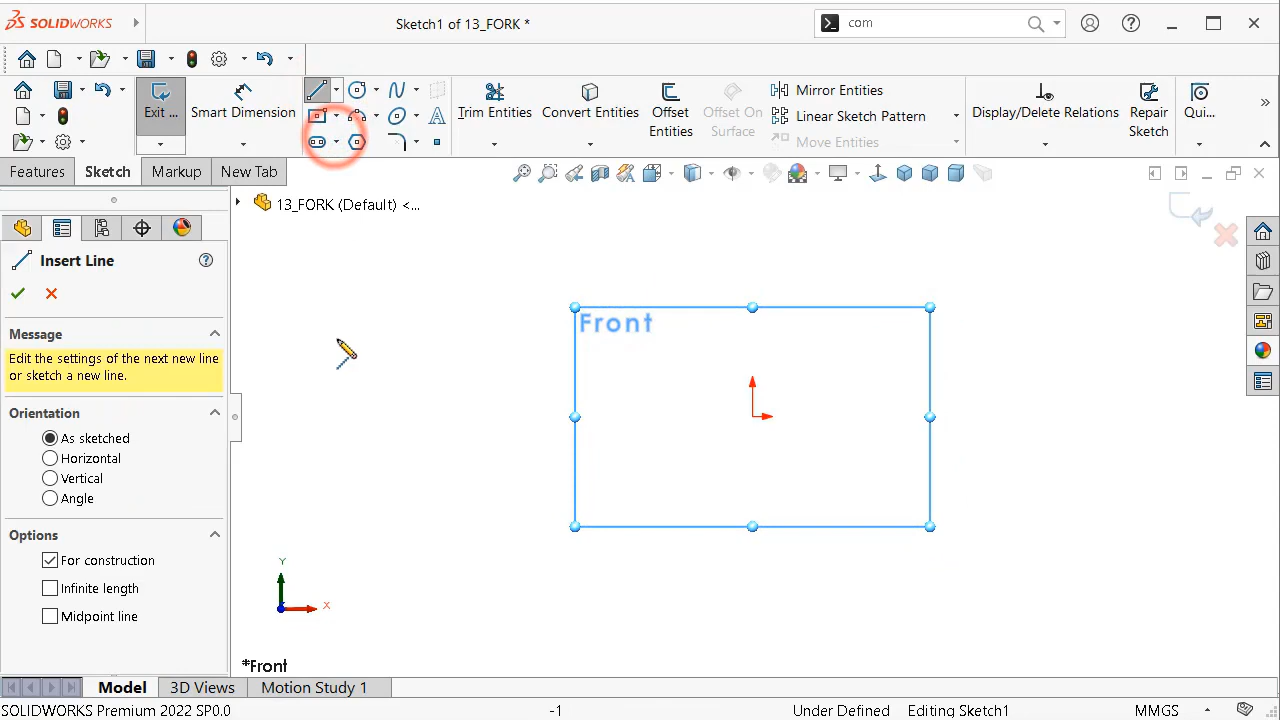 SOLIDWORKS
Sketch1 of 13_FORK *
com
Exit ...
Smart Dimension
Trim Entities
Convert Entities
Offset Entities
Offset On Surface
Mirror Entities
Linear Sketch Pattern
Move Entities
Display/Delete Relations
Repair Sketch
Qui...
Features
Sketch
Markup
New Tab
13_FORK (Default) <...
Insert Line
Message
Edit the settings of the next new line
or sketch a new line.
Orientation
As sketched
Horizontal
Vertical
Angle
Options
For construction
Infinite length
Midpoint line
Front
Y
X
*Front
Model
3D Views
Motion Study 1
SOLIDWORKS Premium 2022 SP0.0
-1
Under Defined
Editing Sketch1
MMGS